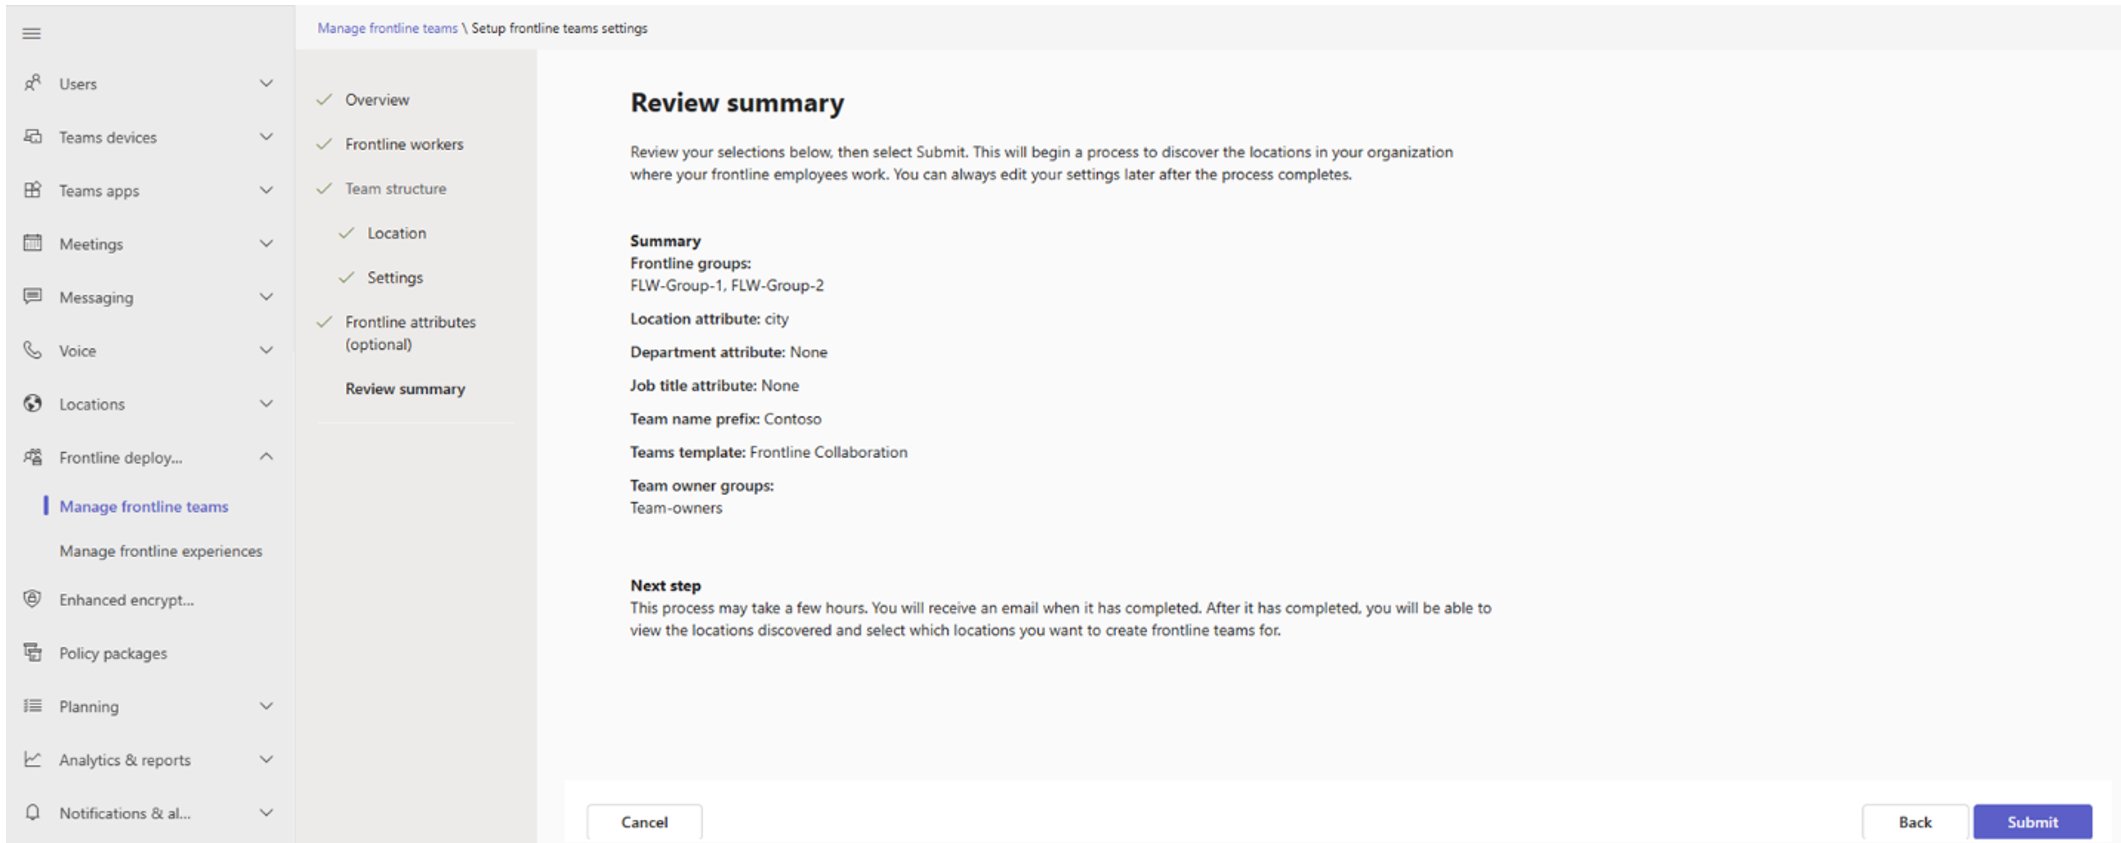 Manage frontline teams \ Setup frontline teams settings
Users
Teams devices
Teams apps
Meetings
Messaging
Voice
Locations
Frontline deploy...
Manage frontline teams
Manage frontline experiences
Enhanced encrypt...
Policy packages
Planning
Analytics & reports
Notifications & al...
Overview
Frontline workers
Team structure
Location
Settings
Frontline attributes
(optional)
Review summary
Review summary
Review your selections below, then select Submit. This will begin a process to discover the locations in your organization
where your frontline employees work. You can always edit your settings later after the process completes.
Summary
Frontline groups:
FLW-Group-1, FLW-Group-2
Location attribute: city
Department attribute: None
Job title attribute: None
Team name prefix: Contoso
Teams template: Frontline Collaboration
Team owner groups:
Team-owners
Next step
This process may take a few hours. You will receive an email when it has completed. After it has completed, you will be able to
view the locations discovered and select which locations you want to create frontline teams for.
Cancel
Back
Submit